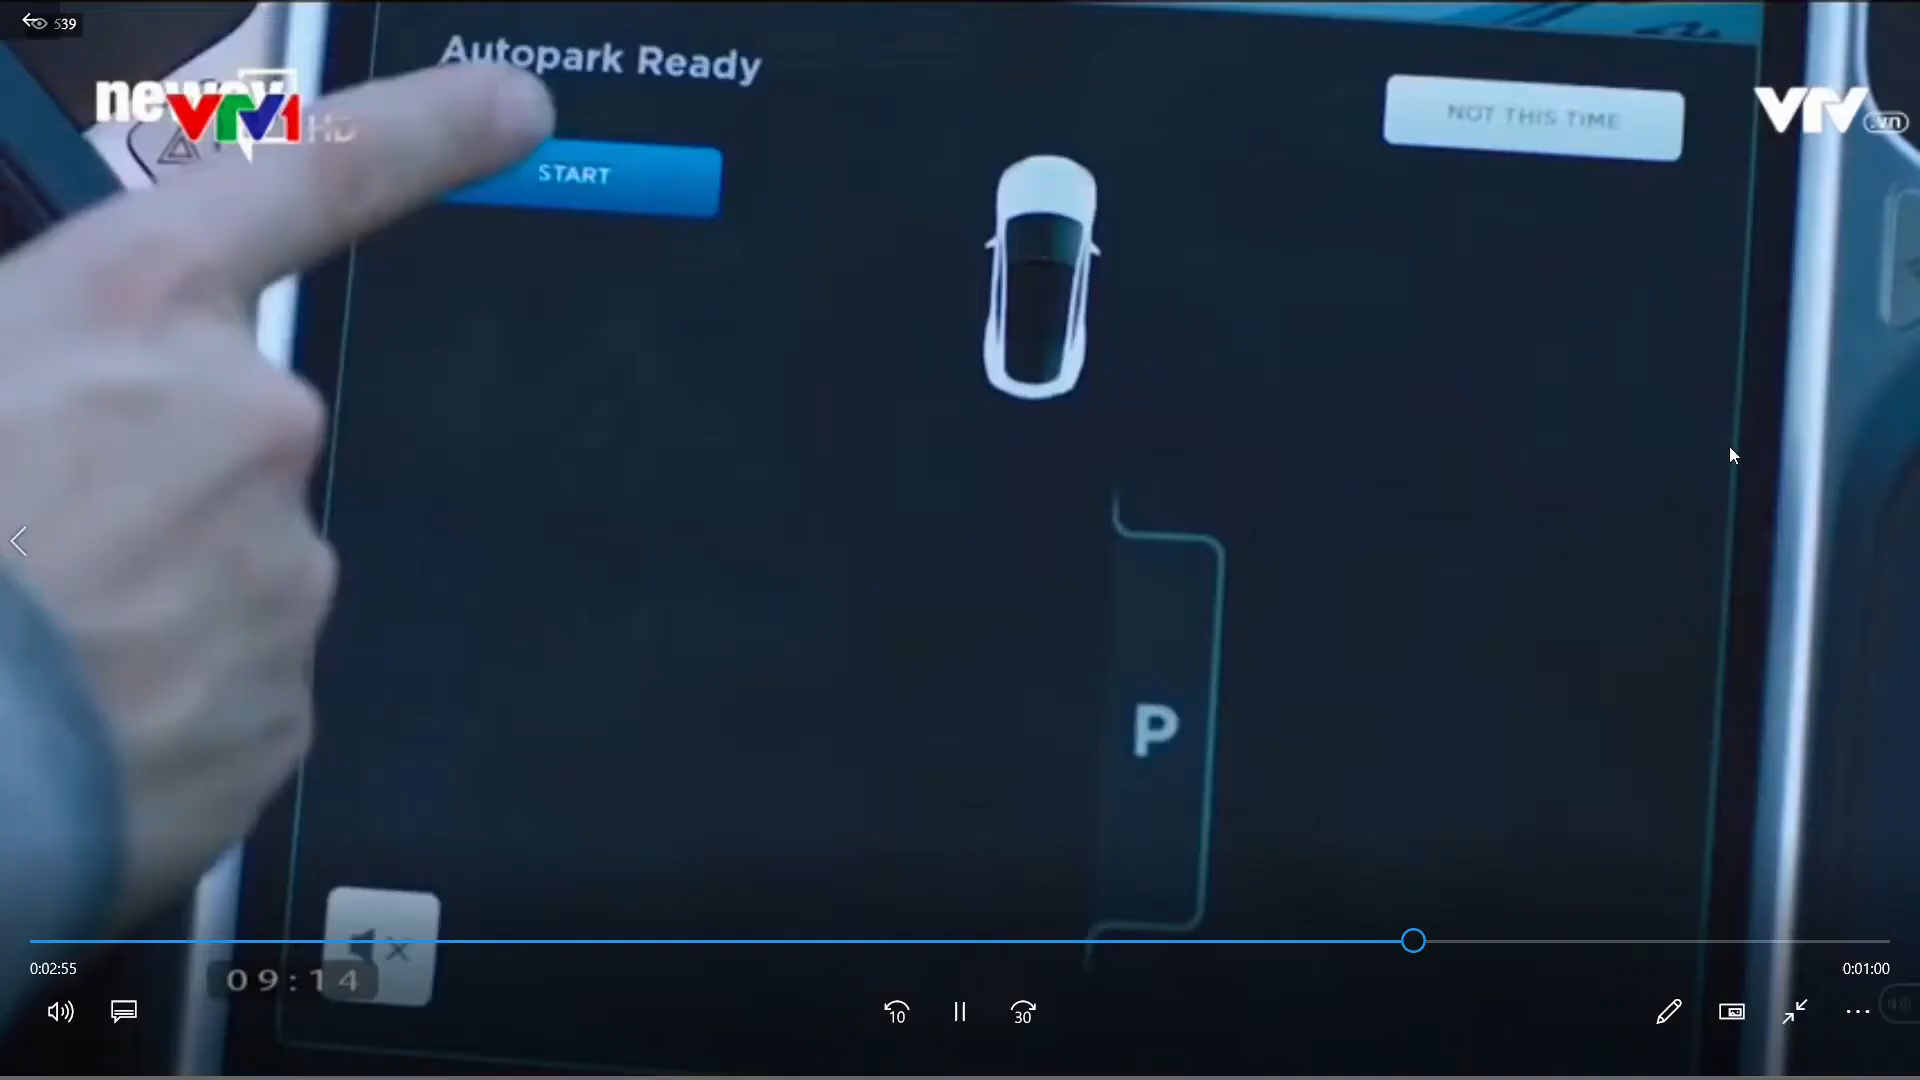 539
Autopark Ready
newsy
VTV1
HD
NOT THIS TIME
VTV
.vn
START
P
0:02:55
0:01:00
09:14
10
30